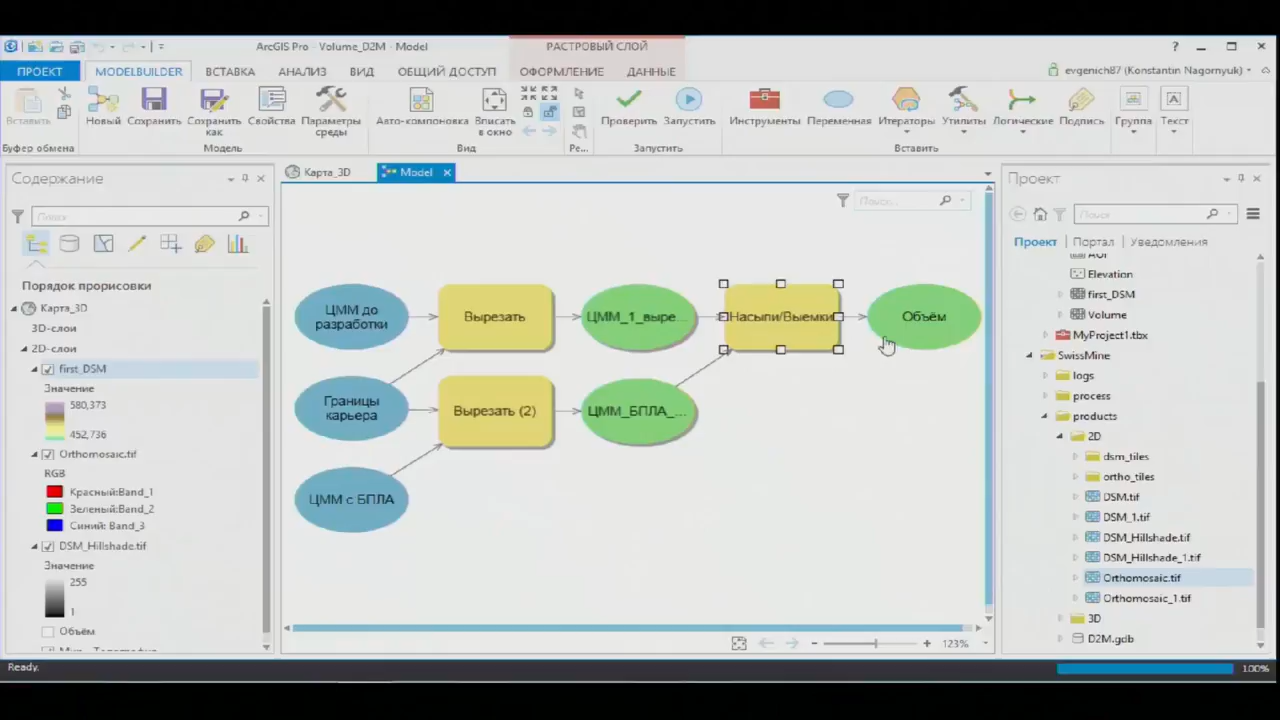 ArcGIS Pro - Volume_D2M - Model
РАСТРОВЫЙ СЛОЙ
ПРОЕКТ
MODELBUILDER
ВСТАВКА
АНАЛИЗ
ВИД
ОБЩИЙ ДОСТУП
ОФОРМЛЕНИЕ
ДАННЫЕ
evgenich87 (Konstantin Nagornyuk)
Вставить
Новый
Сохранить
Сохранить как
Свойства
Параметры среды
Авто-компоновка
Вписать в окно
Проверить
Запустить
Инструменты
Переменная
Итераторы
Утилиты
Логические
Подпись
Группа
Текст
Буфер обмена
Модель
Вид
Ре...
Запустить
Вставить
Содержание
Поиск
Порядок прорисовки
Карта_3D
3D-слои
2D-слои
first_DSM
Значение
580,373
452,736
Orthomosaic.tif
RGB
Красный:Band_1
Зеленый:Band_2
Синий: Band_3
DSM_Hillshade.tif
Значение
255
1
Объём
Карта_3D
Model
Поиск...
ЦММ до разработки
Вырезать
ЦММ_1_выре...
Насыпи/Выемки
Объём
Границы карьера
Вырезать (2)
ЦММ_БПЛА_...
ЦММ с БПЛА
123%
Проект
Поиск
Проект
Портал
Уведомления
Elevation
first_DSM
Volume
MyProject1.tbx
SwissMine
logs
process
products
2D
dsm_tiles
ortho_tiles
DSM.tif
DSM_1.tif
DSM_Hillshade.tif
DSM_Hillshade_1.tif
Orthomosaic.tif
Orthomosaic_1.tif
3D
D2M.gdb
Ready.
100%